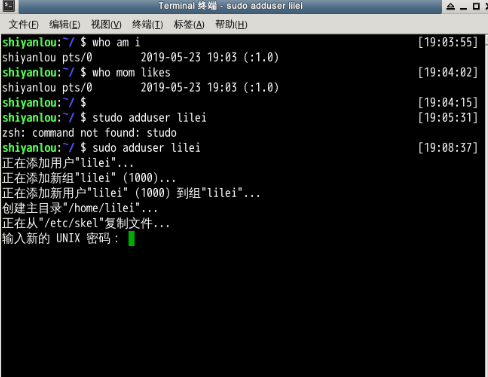 Terminal 终端 - sudo adduser lilei
文件(F) 编辑(E) 视图(V) 终端(T) 标签(A) 帮助(H)
shiyanlou:~/ $ who am i [19:03:55]
shiyanlou pts/0 2019-05-23 19:03 (:1.0)
shiyanlou:~/ $ who mom likes [19:04:02]
shiyanlou pts/0 2019-05-23 19:03 (:1.0)
shiyanlou:~/ $ [19:04:15]
shiyanlou:~/ $ studo adduser lilei [19:05:31]
zsh: command not found: studo
shiyanlou:~/ $ sudo adduser lilei [19:08:37]
正在添加用户"lilei"...
正在添加新组"lilei" (1000)...
正在添加新用户"lilei" (1000) 到组"lilei"...
创建主目录"/home/lilei"...
正在从"/etc/skel"复制文件...
输入新的 UNIX 密码：